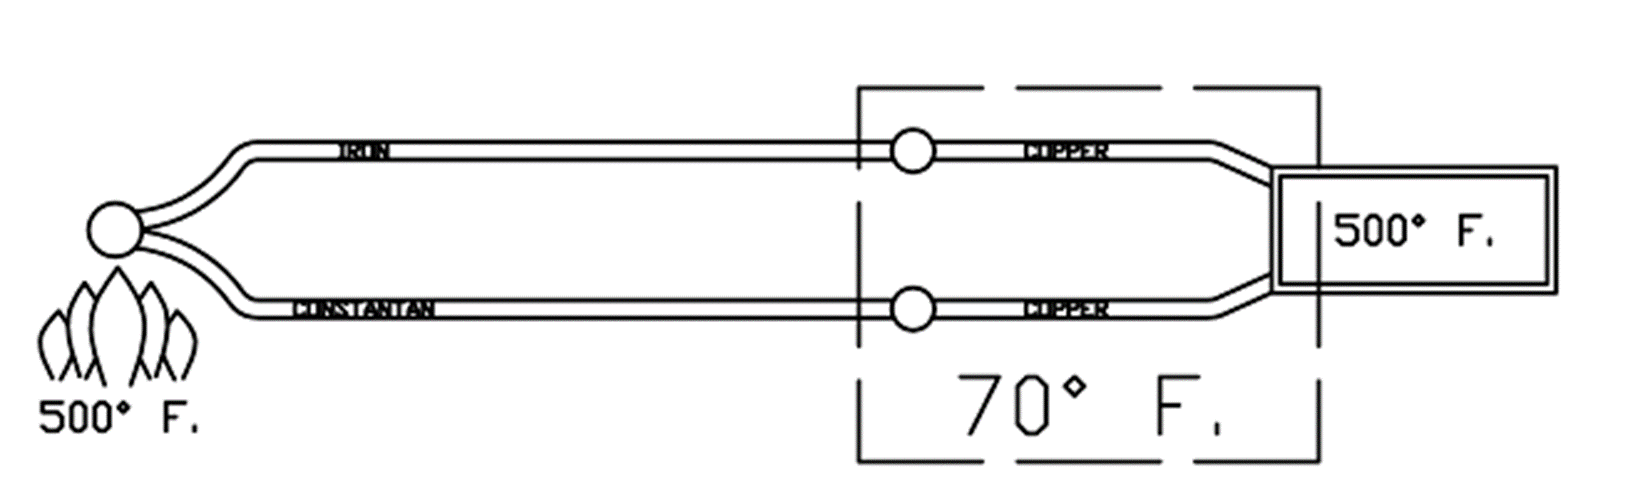 IRON
COPPER
500° F.
CONSTANTAN
COPPER
70° F.
500° F.